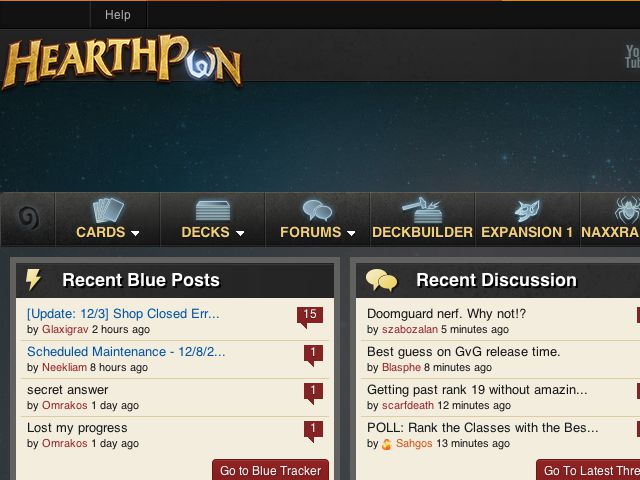 Help
HEARTHPWN
You
Tube
CARDS
DECKS
FORUMS
DECKBUILDER
EXPANSION 1
NAXXRA
Recent Blue Posts
[Update: 12/3] Shop Closed Err...
15
by Glaxigrav 2 hours ago
Scheduled Maintenance - 12/8/2...
1
by Neekliam 8 hours ago
secret answer
1
by Omrakos 1 day ago
Lost my progress
1
by Omrakos 1 day ago
Go to Blue Tracker
Recent Discussion
Doomguard nerf. Why not!?
by szabozalan 5 minutes ago
Best guess on GvG release time.
by Blasphe 8 minutes ago
Getting past rank 19 without amazin...
by scarfdeath 12 minutes ago
POLL: Rank the Classes with the Bes...
by Sahgos 13 minutes ago
Go To Latest Thre